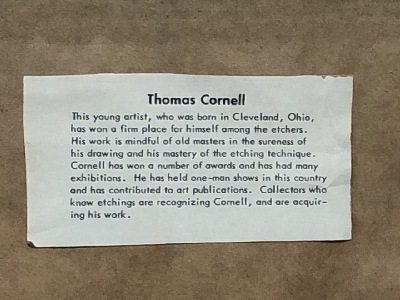 Thomas Cornell
This young artist, who was born in Cleveland, Ohio,
has won a firm place for himself among the etchers.
His work is mindful of old masters in the sureness of
his drawing and his mastery of the etching technique.
Cornell has won a number of awards and has had many
exhibitions. He has held one-man shows in this country
and has contributed to art publications. Collectors who
know etchings are recognizing Cornell, and are acquir-
ing his work.